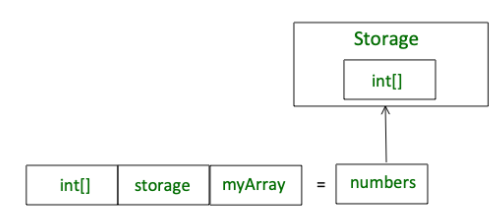 Storage
int[]
int[] storage myArray = numbers